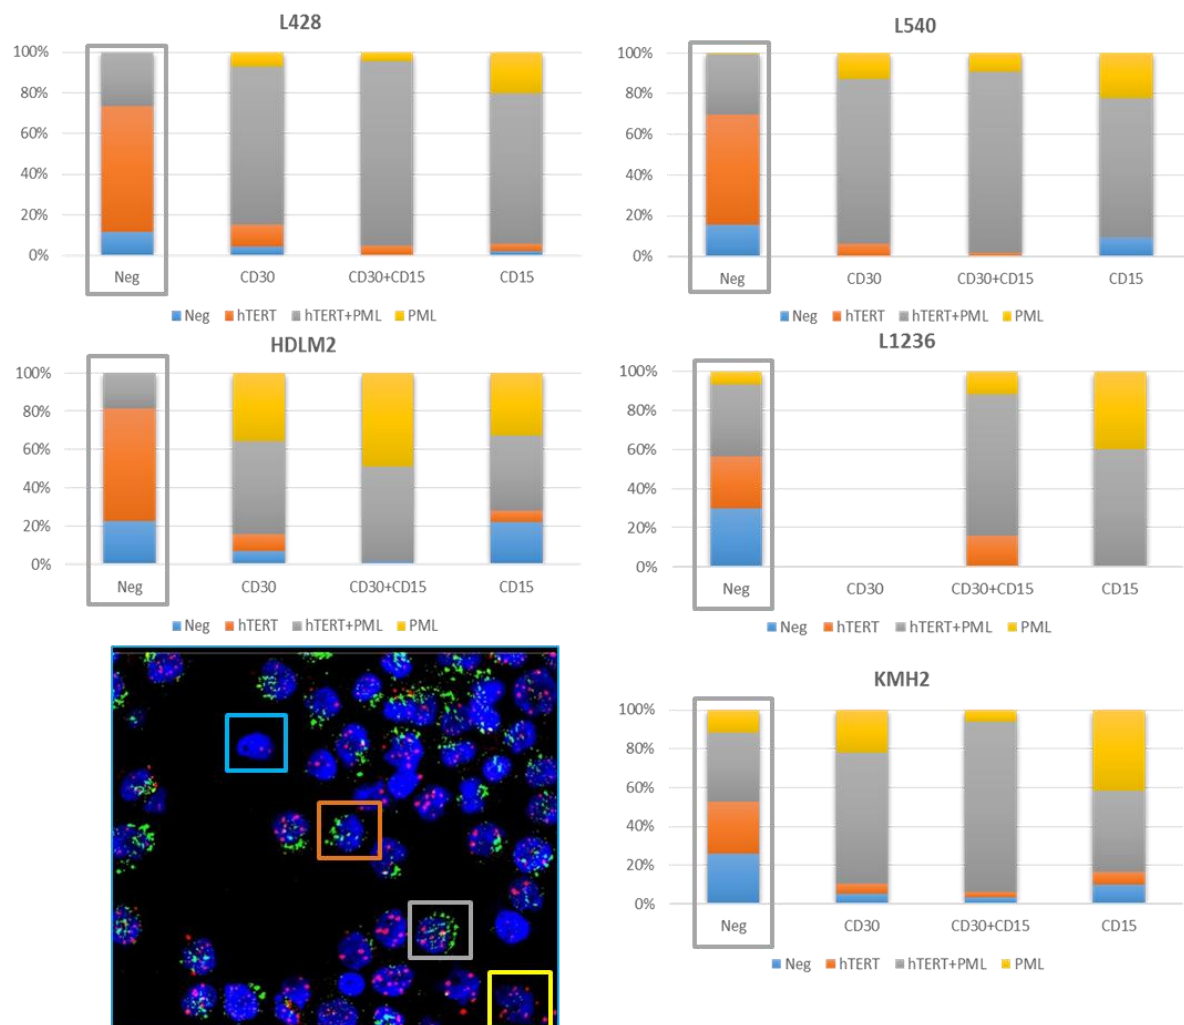 L428
100%
80%
60%
40%
20%
0%
Neg CD30 CD30+CD15 CD15
Neg hTERT hTERT+PML PML
L540
100%
80%
60%
40%
20%
0%
Neg CD30 CD30+CD15 CD15
Neg hTERT hTERT+PML PML
HDLM2
100%
80%
60%
40%
20%
0%
Neg CD30 CD30+CD15 CD15
Neg hTERT hTERT+PML PML
L1236
100%
80%
60%
40%
20%
0%
Neg CD30 CD30+CD15 CD15
Neg hTERT hTERT+PML PML
KMH2
100%
80%
60%
40%
20%
0%
Neg CD30 CD30+CD15 CD15
Neg hTERT hTERT+PML PML